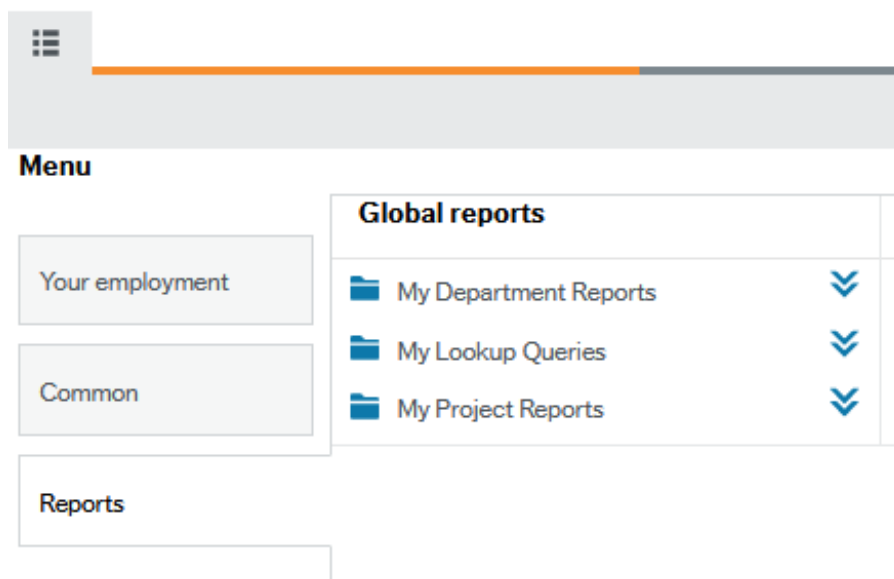 Menu
Global reports
Your employment
My Department Reports
My Lookup Queries
Common
My Project Reports
Reports